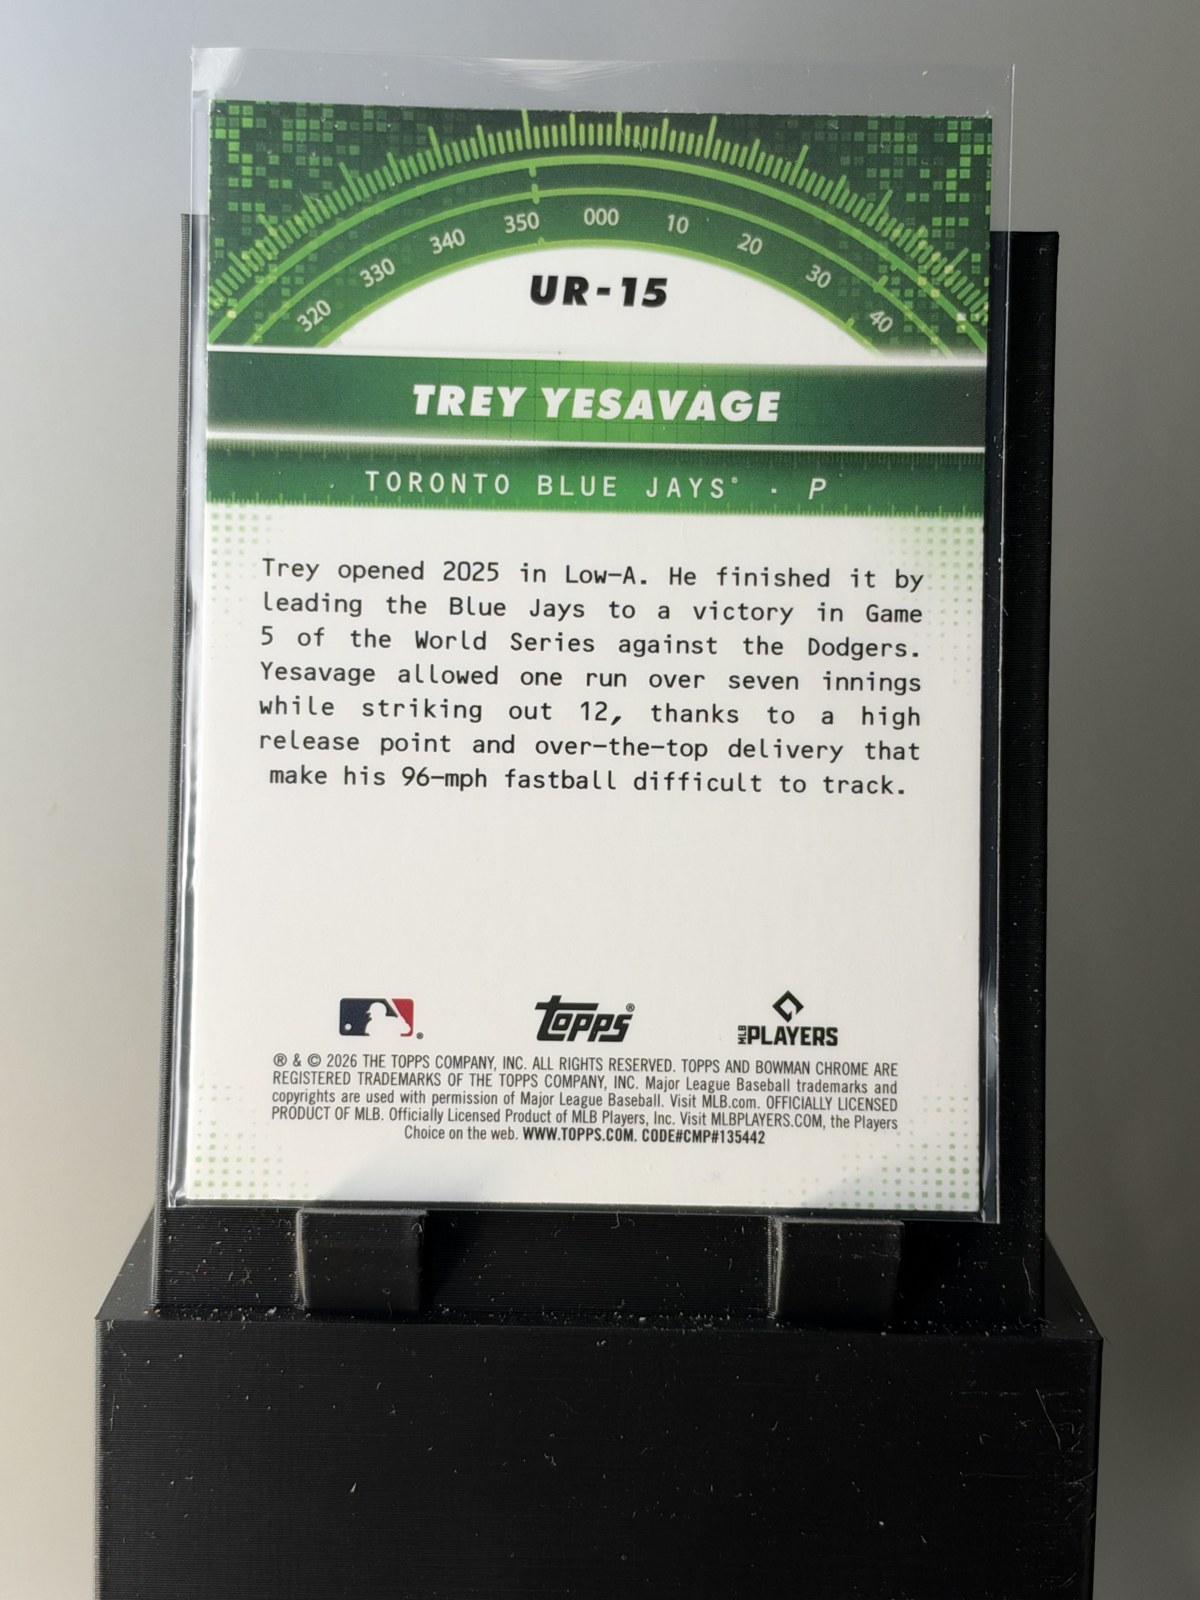 320 330 340 350 000 10 20 30 40
UR-15
TREY YESAVAGE
TORONTO BLUE JAYS® · P
Trey opened 2025 in Low-A. He finished it by
leading the Blue Jays to a victory in Game
5 of the World Series against the Dodgers.
Yesavage allowed one run over seven innings
while striking out 12, thanks to a high
release point and over-the-top delivery that
make his 96-mph fastball difficult to track.
® topps® MLB PLAYERS
® & © 2026 THE TOPPS COMPANY, INC. ALL RIGHTS RESERVED. TOPPS AND BOWMAN CHROME ARE
REGISTERED TRADEMARKS OF THE TOPPS COMPANY, INC. Major League Baseball trademarks and
copyrights are used with permission of Major League Baseball. Visit MLB.com. OFFICIALLY LICENSED
PRODUCT OF MLB. Officially Licensed Product of MLB Players, Inc. Visit MLBPLAYERS.COM, the Players
Choice on the web. WWW.TOPPS.COM. CODE#CMP#135442